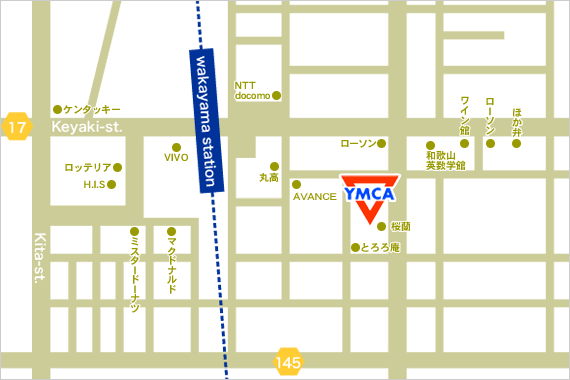 wakayama station
NTT
docomo
ケンタッキー
17
Keyaki-st.
VIVO
ロッテリア
H.I.S
丸高
ローソン
和歌山
英数学館
ワイン館
ローソン
ほか弁
AVANCE
YMCA
桜蘭
とろろ庵
Kita-st.
ミスタードーナツ
マクドナルド
145